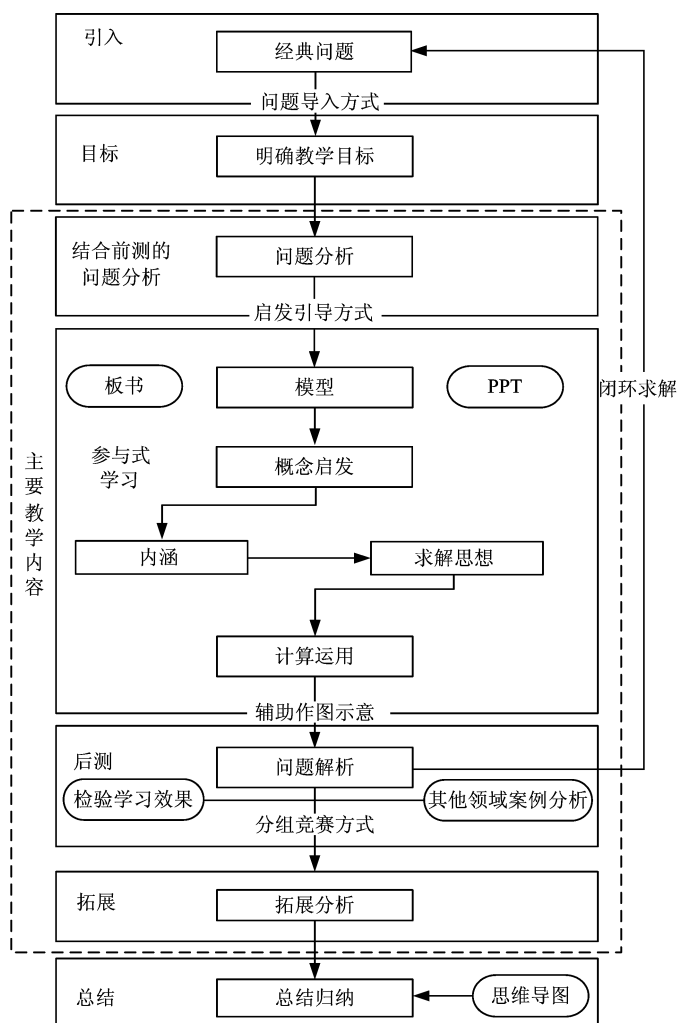 引入
经典问题
问题导入方式
目标
明确教学目标
结合前测的
问题分析
问题分析
启发引导方式
板书
模型
PPT
闭环求解
主要教学内容
参与式
学习
概念启发
内涵
求解思想
计算运用
辅助作图示意
后测
问题解析
检验学习效果
其他领域案例分析
分组竞赛方式
拓展
拓展分析
总结
总结归纳
思维导图